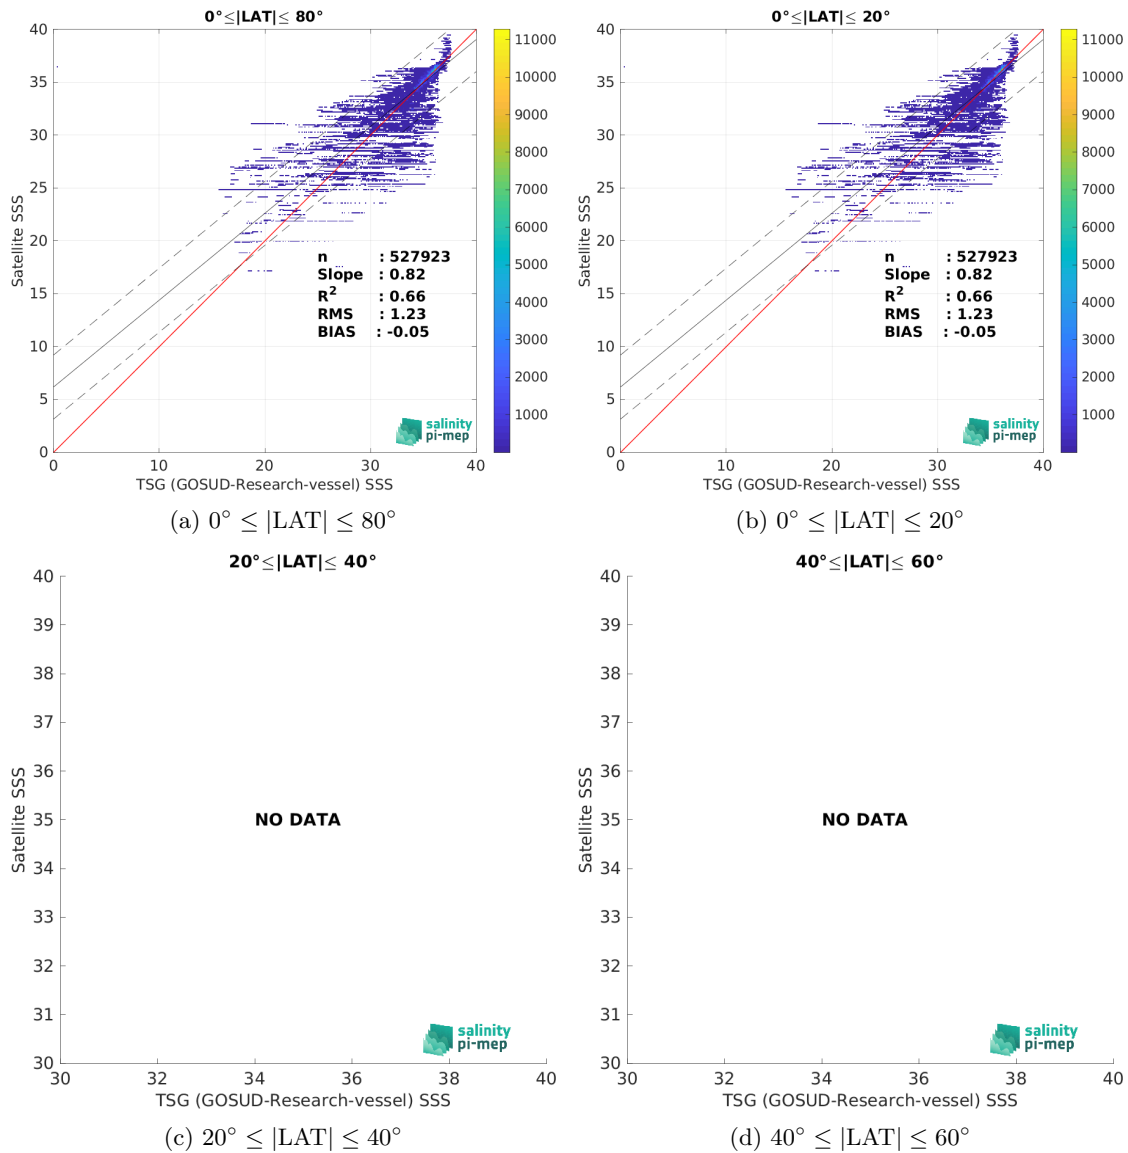 0°≤|LAT|≤ 80°
40
35
30
25
20
15
10
5
0
Satellite SSS
0
10
20
30
40
TSG (GOSUD-Research-vessel) SSS
11000
10000
9000
8000
7000
6000
5000
4000
3000
2000
1000
n : 527923
Slope : 0.82
R² : 0.66
RMS : 1.23
BIAS : -0.05
salinity
pi-mep
(a) 0° ≤ |LAT| ≤ 80°
0°≤|LAT|≤ 20°
40
35
30
25
20
15
10
5
0
Satellite SSS
0
10
20
30
40
TSG (GOSUD-Research-vessel) SSS
11000
10000
9000
8000
7000
6000
5000
4000
3000
2000
1000
n : 527923
Slope : 0.82
R² : 0.66
RMS : 1.23
BIAS : -0.05
salinity
pi-mep
(b) 0° ≤ |LAT| ≤ 20°
20°≤|LAT|≤ 40°
40
39
38
37
36
35
34
33
32
31
30
Satellite SSS
NO DATA
salinity
pi-mep
30
32
34
36
38
40
TSG (GOSUD-Research-vessel) SSS
(c) 20° ≤ |LAT| ≤ 40°
40°≤|LAT|≤ 60°
40
39
38
37
36
35
34
33
32
31
30
Satellite SSS
NO DATA
salinity
pi-mep
30
32
34
36
38
40
TSG (GOSUD-Research-vessel) SSS
(d) 40° ≤ |LAT| ≤ 60°